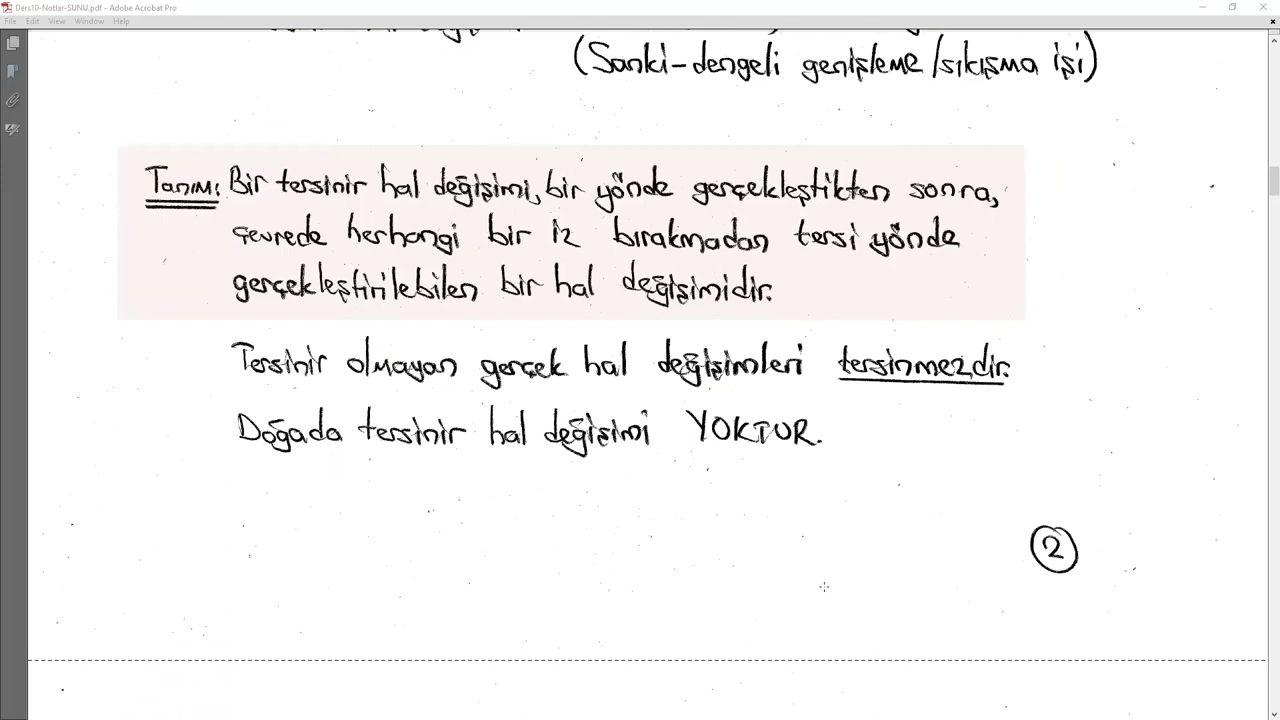 Ders10-Notlar-SUNU.pdf - Adobe Acrobat Pro
File Edit View Window Help
(Sanki-dengeli genişleme/sıkışma işi)
Tanım: Bir tersinir hal değişimi, bir yönde gerçekleştikten sonra,
çevrede herhangi bir iz bırakmadan tersi yönde
gerçekleştirilebilen bir hal değişimidir.
Tersinir olmayan gerçek hal değişimleri tersinmezdir.
Doğada tersinir hal değişimi YOKTUR.
2